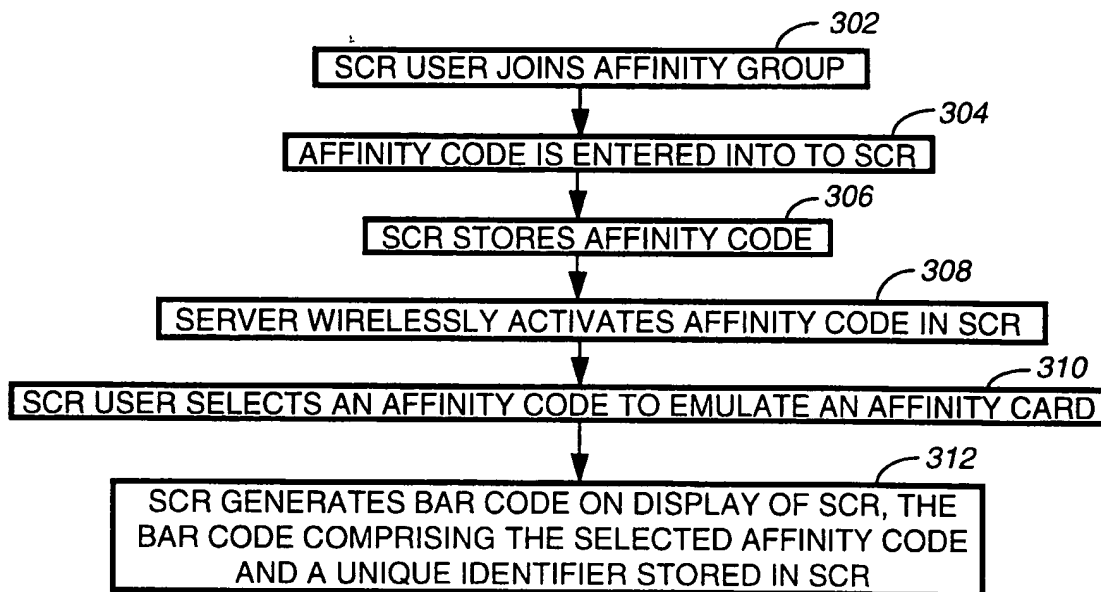 302
SCR USER JOINS AFFINITY GROUP
304
AFFINITY CODE IS ENTERED INTO TO SCR
306
SCR STORES AFFINITY CODE
308
SERVER WIRELESSLY ACTIVATES AFFINITY CODE IN SCR
310
SCR USER SELECTS AN AFFINITY CODE TO EMULATE AN AFFINITY CARD
312
SCR GENERATES BAR CODE ON DISPLAY OF SCR, THE
BAR CODE COMPRISING THE SELECTED AFFINITY CODE
AND A UNIQUE IDENTIFIER STORED IN SCR